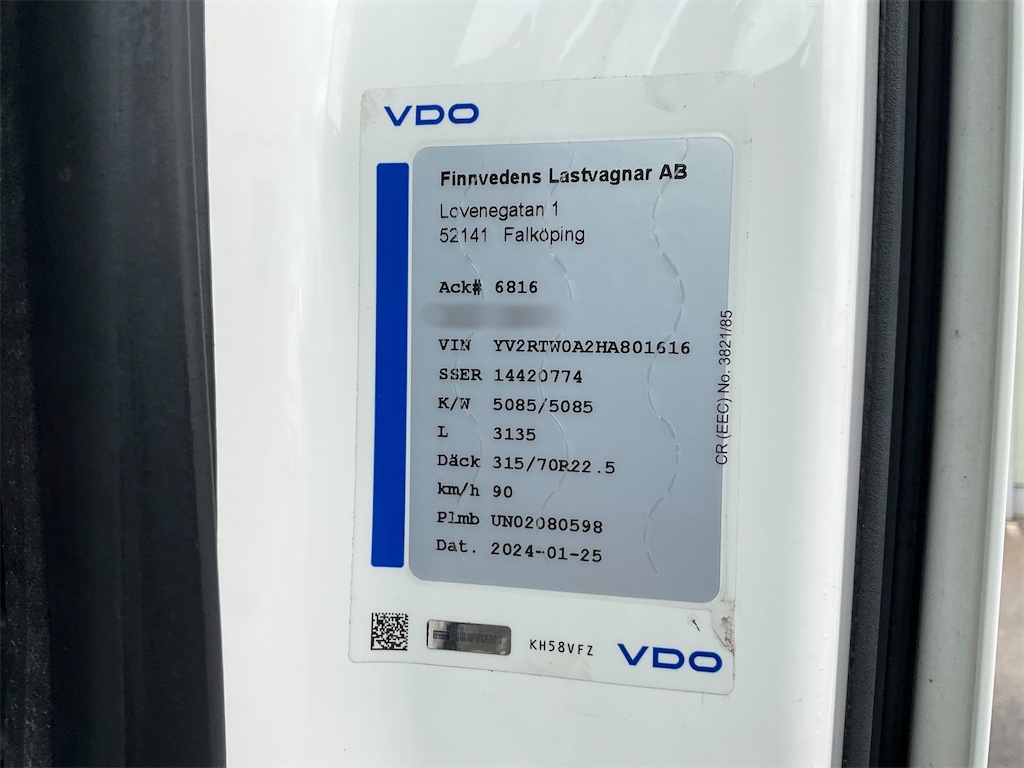 VDO
Finnvedens Lastvagnar AB
Lovenegatan 1
52141 Falköping
Ack# 6816
VIN YV2RTW0A2HA801616
SSER 14420774
K/W 5085/5085
L 3135
Däck 315/70R22.5
km/h 90
Plmb UN02080598
Dat. 2024-01-25
CR (EEC) No. 3821/85
KH58VFZ
VDO